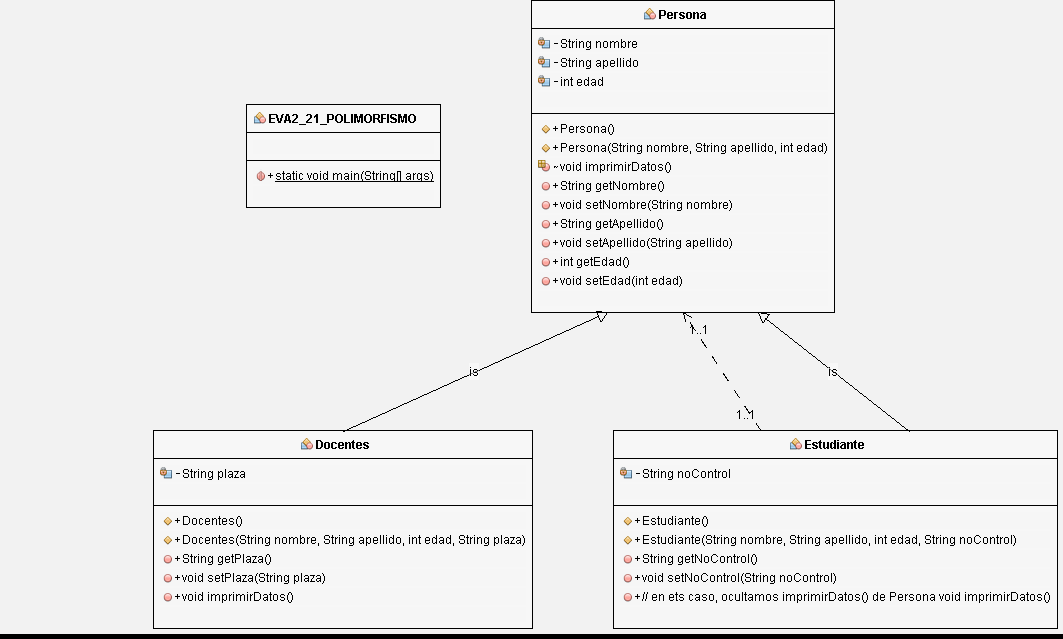 Persona
- String nombre
- String apellido
- int edad
+ Persona()
+ Persona(String nombre, String apellido, int edad)
~ void imprimirDatos()
+ String getNombre()
+ void setNombre(String nombre)
+ String getApellido()
+ void setApellido(String apellido)
+ int getEdad()
+ void setEdad(int edad)
EVA2_21_POLIMORFISMO
+ static void main(String[] args)
1..1
is
is
1..1
Docentes
- String plaza
+ Docentes()
+ Docentes(String nombre, String apellido, int edad, String plaza)
+ String getPlaza()
+ void setPlaza(String plaza)
+ void imprimirDatos()
Estudiante
- String noControl
+ Estudiante()
+ Estudiante(String nombre, String apellido, int edad, String noControl)
+ String getNoControl()
+ void setNoControl(String noControl)
+ // en ets caso, ocultamos imprimirDatos() de Persona void imprimirDatos()